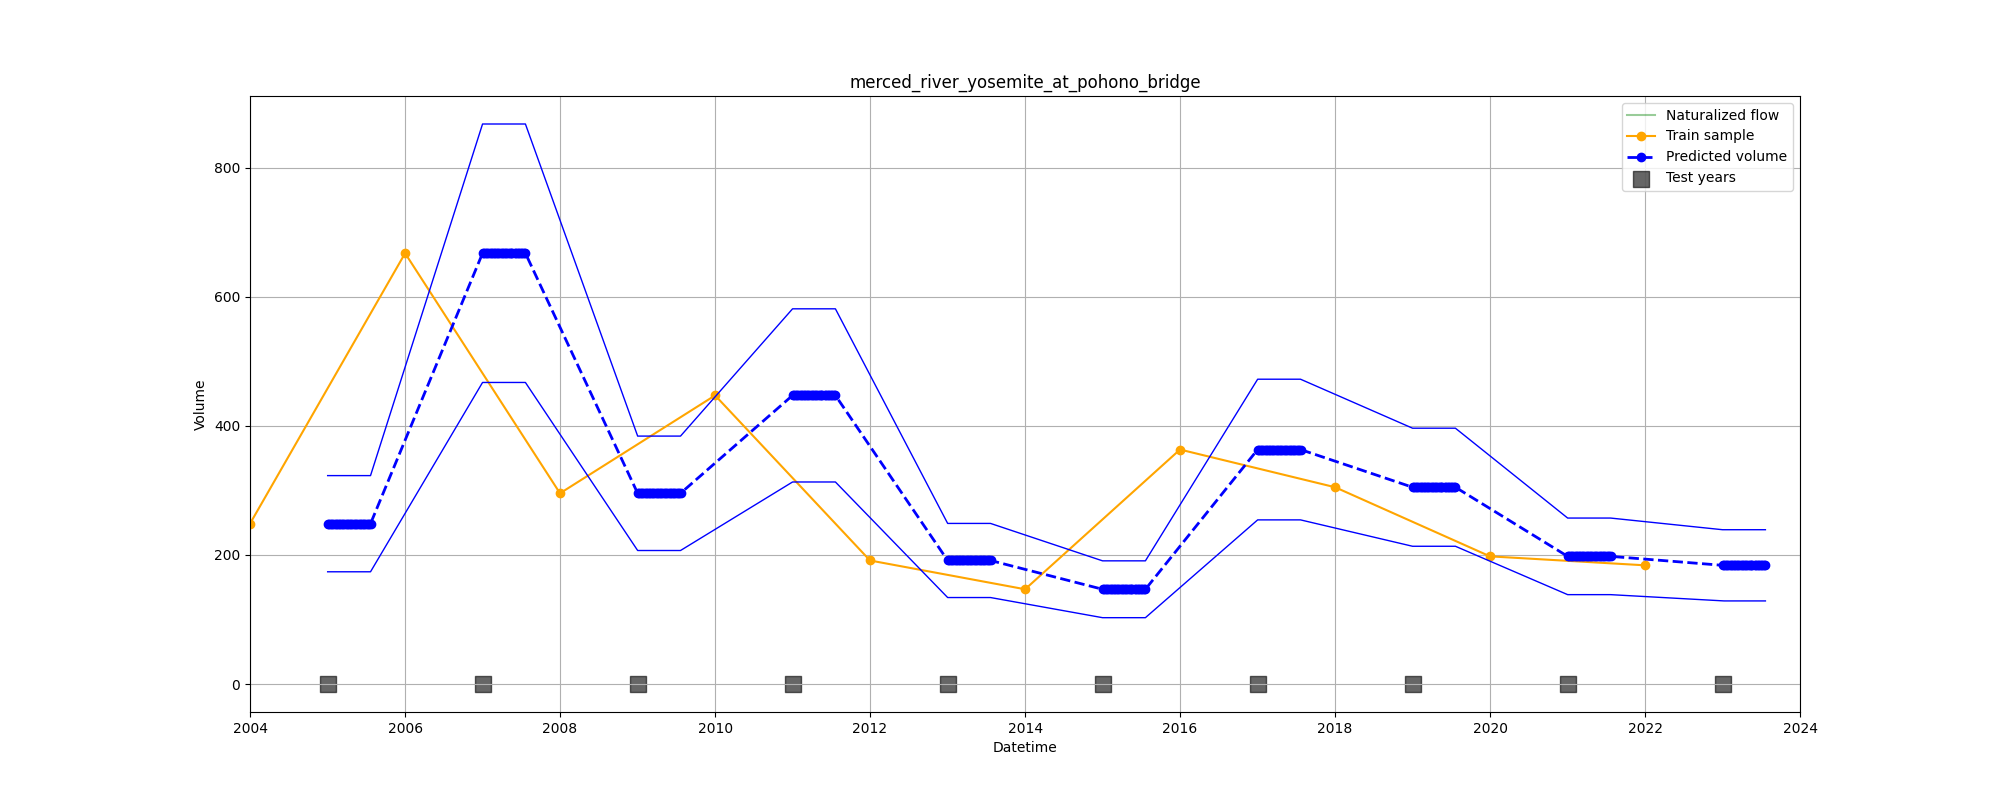 merced_river_yosemite_at_pohono_bridge
Naturalized flow
Train sample
Predicted volume
Test years
Volume
800
600
400
200
0
2004 2006 2008 2010 2012 2014 2016 2018 2020 2022 2024
Datetime